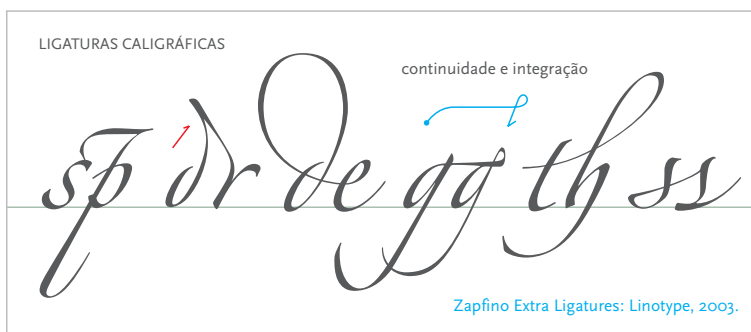 LIGATURAS CALIGRÁFICAS
continuidade e integração
sp dr de gg th ss
Zapfino Extra Ligatures: Linotype, 2003.